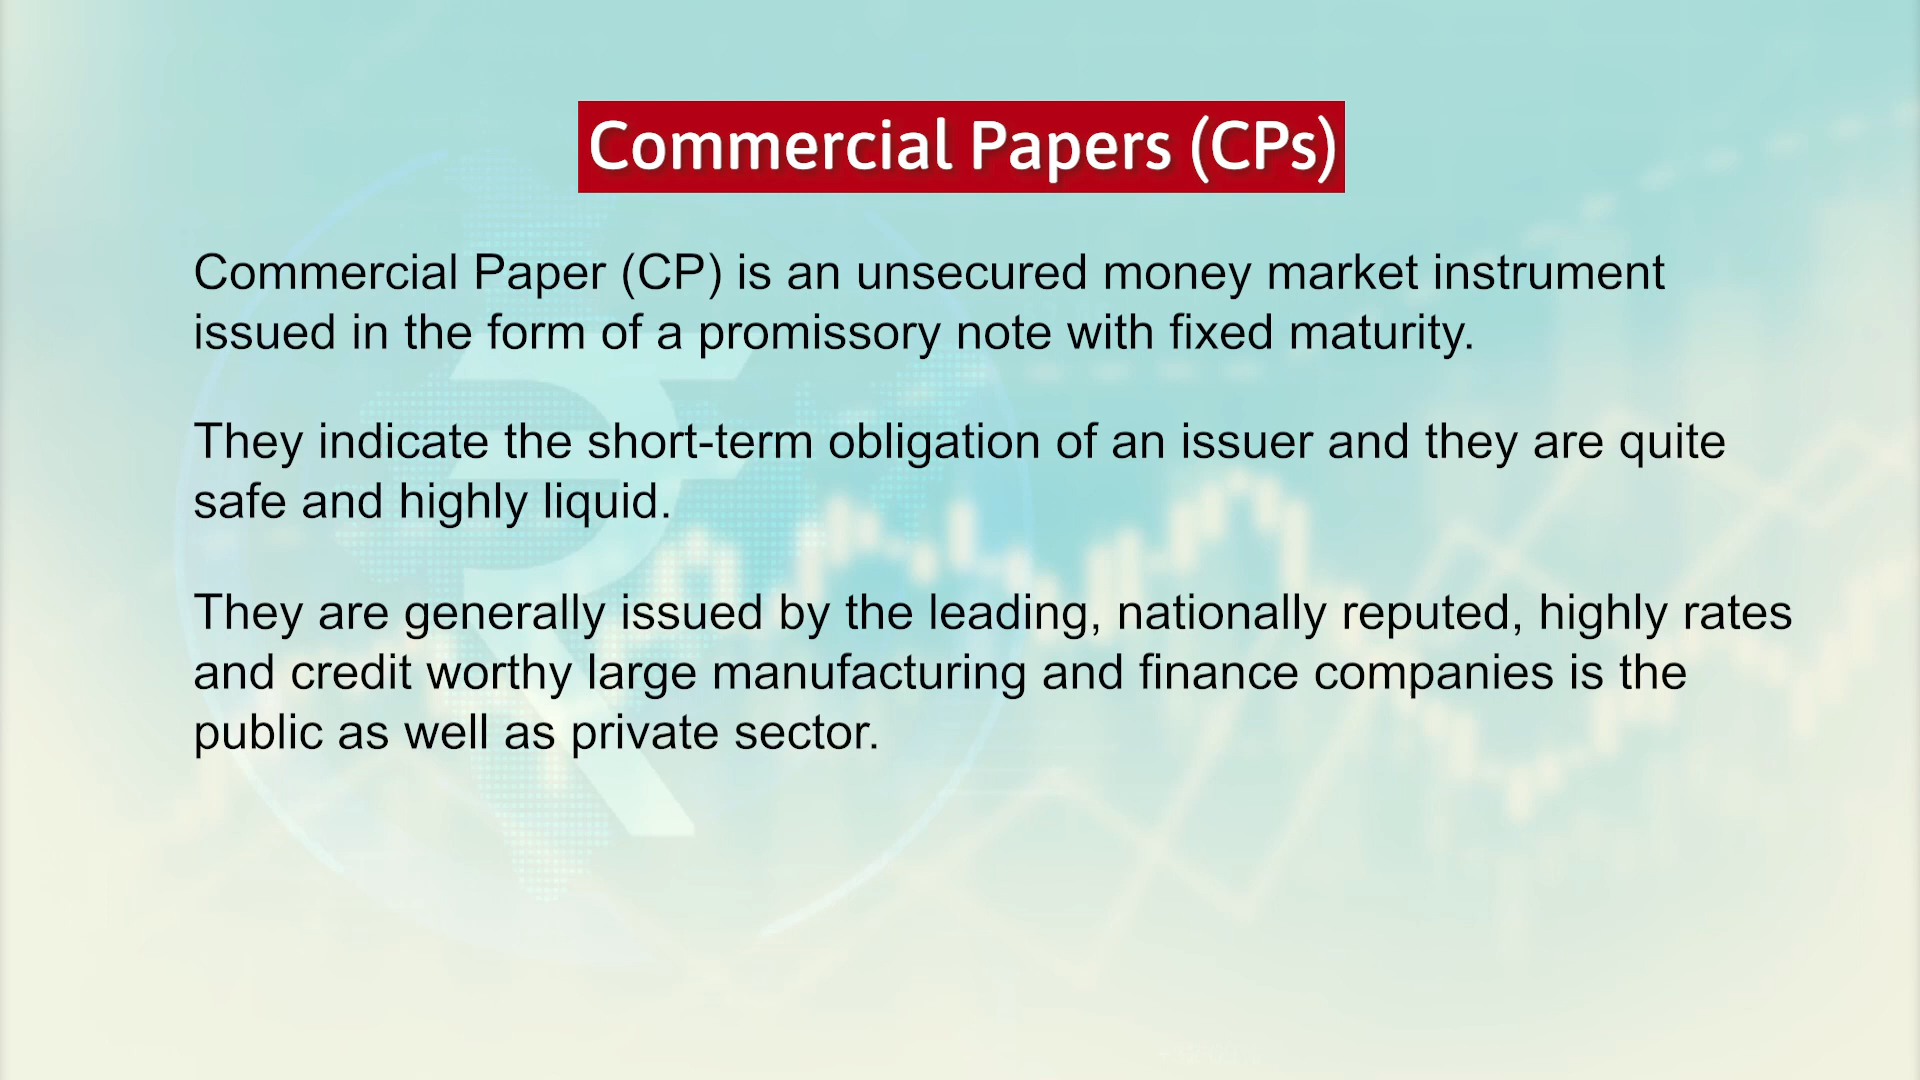 Commercial Papers (CPs)
Commercial Paper (CP) is an unsecured money market instrument
issued in the form of a promissory note with fixed maturity.
They indicate the short-term obligation of an issuer and they are quite
safe and highly liquid.
They are generally issued by the leading, nationally reputed, highly rates
and credit worthy large manufacturing and finance companies is the
public as well as private sector.